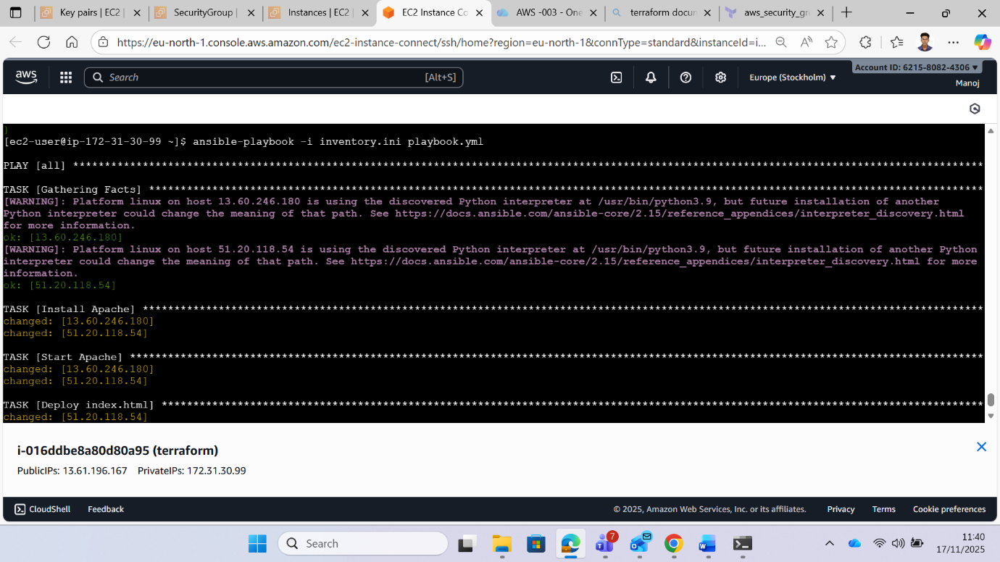 Key pairs | EC2 |
SecurityGroup |
Instances | EC2 |
EC2 Instance Co
AWS -003 - One
terraform docum
aws_security_gr
https://eu-north-1.console.aws.amazon.com/ec2-instance-connect/ssh/home?region=eu-north-1&connType=standard&instanceId=i...
aws
Search
[Alt+S]
Europe (Stockholm) ▼
Account ID: 6215-8082-4306 ▼
Manoj
}
[ec2-user@ip-172-31-30-99 ~]$ ansible-playbook -i inventory.ini playbook.yml
PLAY [all] ************************************************************************************************************************************************
TASK [Gathering Facts] ************************************************************************************************************************************
[WARNING]: Platform linux on host 13.60.246.180 is using the discovered Python interpreter at /usr/bin/python3.9, but future installation of another
Python interpreter could change the meaning of that path. See https://docs.ansible.com/ansible-core/2.15/reference_appendices/interpreter_discovery.html
for more information.
ok: [13.60.246.180]
[WARNING]: Platform linux on host 51.20.118.54 is using the discovered Python interpreter at /usr/bin/python3.9, but future installation of another Python
interpreter could change the meaning of that path. See https://docs.ansible.com/ansible-core/2.15/reference_appendices/interpreter_discovery.html for more
information.
ok: [51.20.118.54]
TASK [Install Apache] *************************************************************************************************************************************
changed: [13.60.246.180]
changed: [51.20.118.54]
TASK [Start Apache] ***************************************************************************************************************************************
changed: [13.60.246.180]
changed: [51.20.118.54]
TASK [Deploy index.html] **********************************************************************************************************************************
changed: [51.20.118.54]
i-016ddbe8a80d80a95 (terraform)
PublicIPs: 13.61.196.167 PrivateIPs: 172.31.30.99
CloudShell
Feedback
© 2025, Amazon Web Services, Inc. or its affiliates.
Privacy
Terms
Cookie preferences
Search
7
11:40
17/11/2025